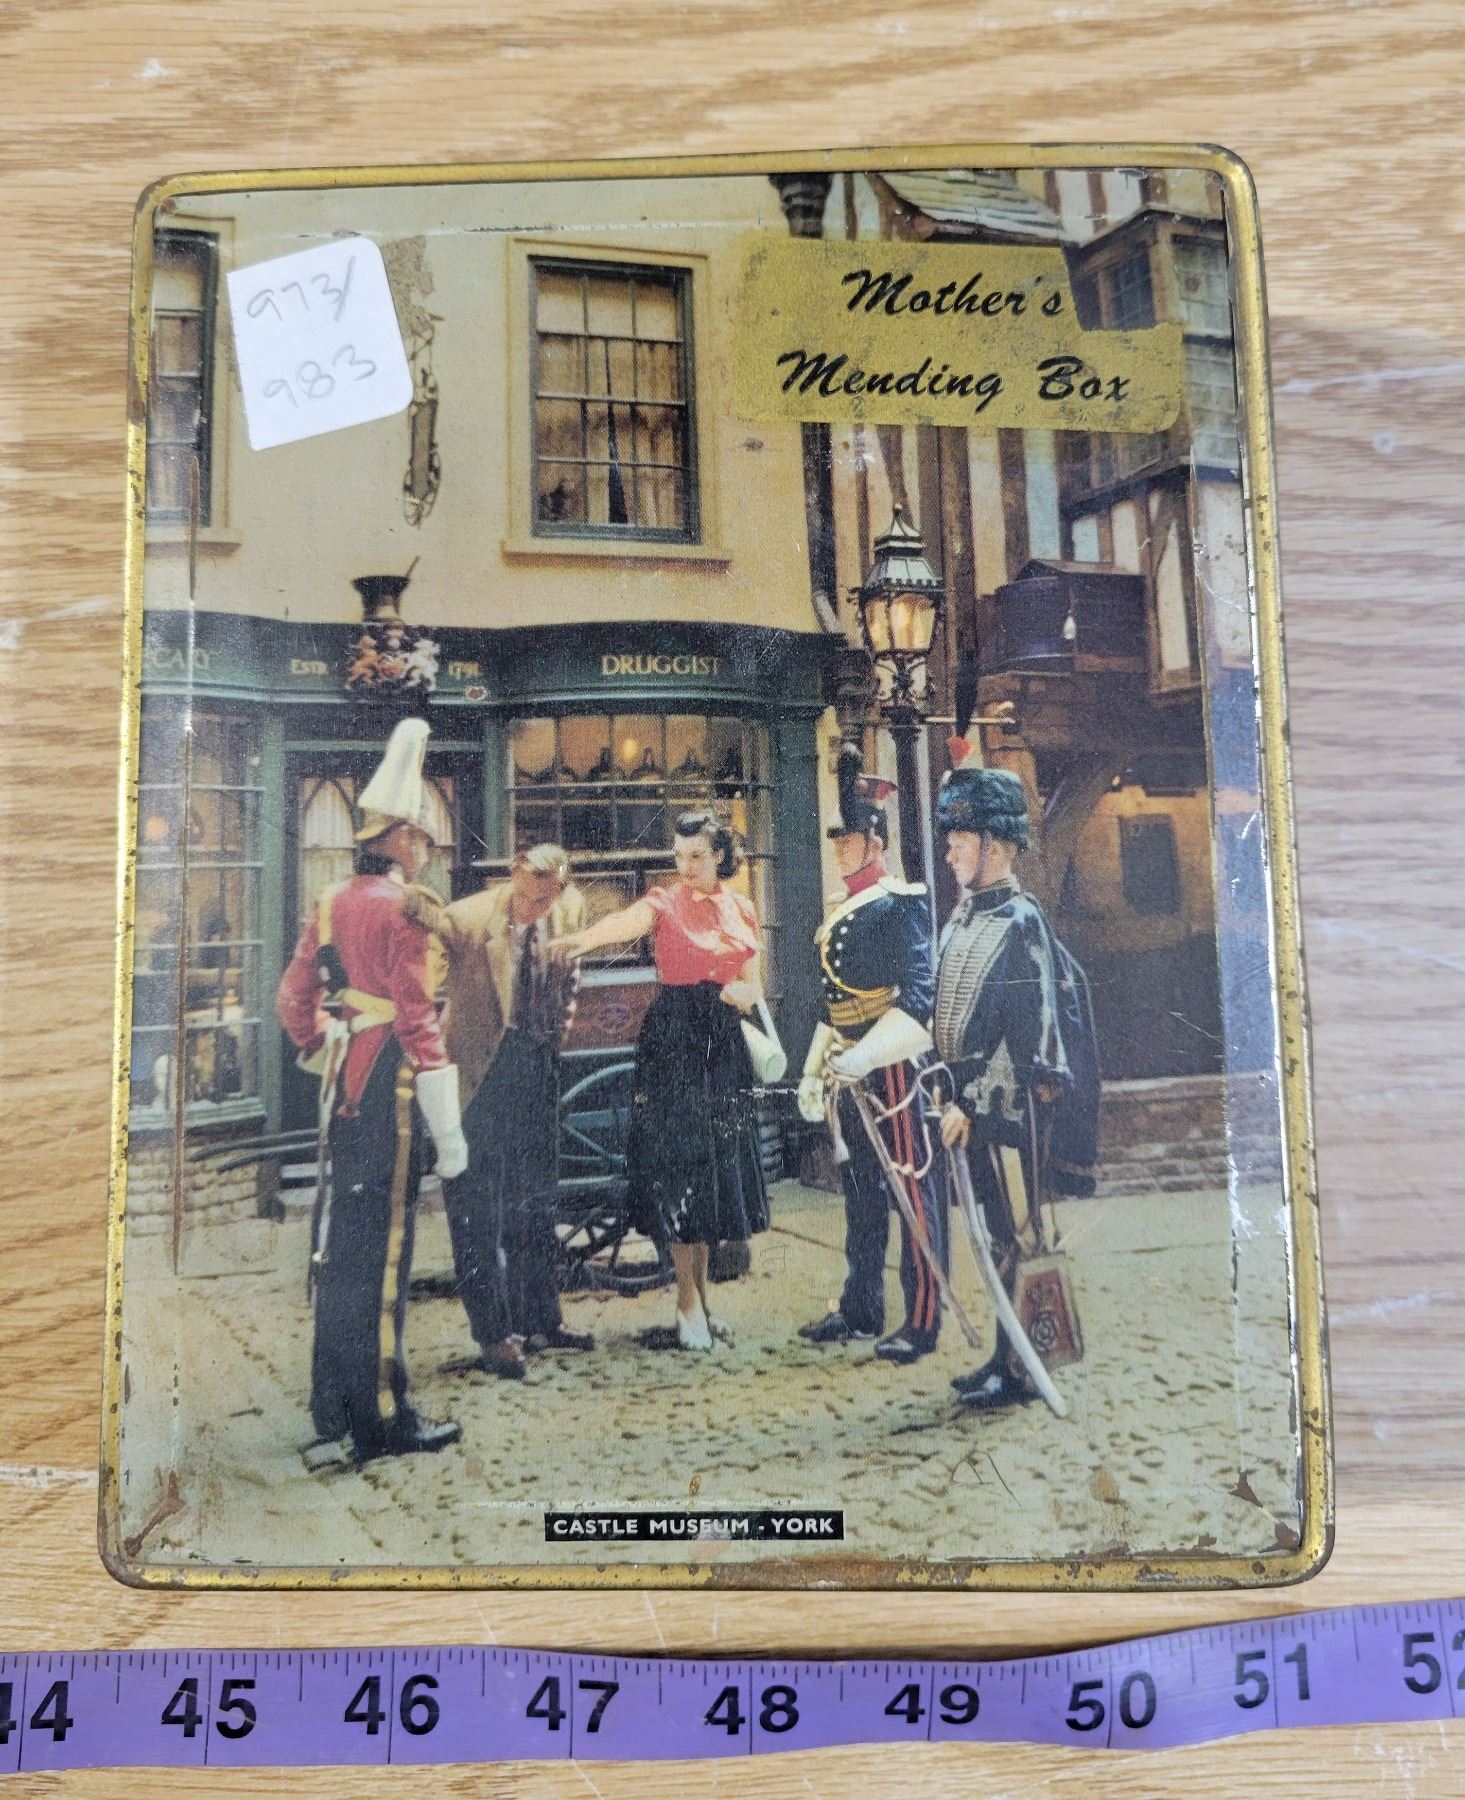 973/
983
Mother's
Mending Box
CARY
ESTD. 1791
DRUGGIST
CASTLE MUSEUM - YORK
44 45 46 47 48 49 50 51 52